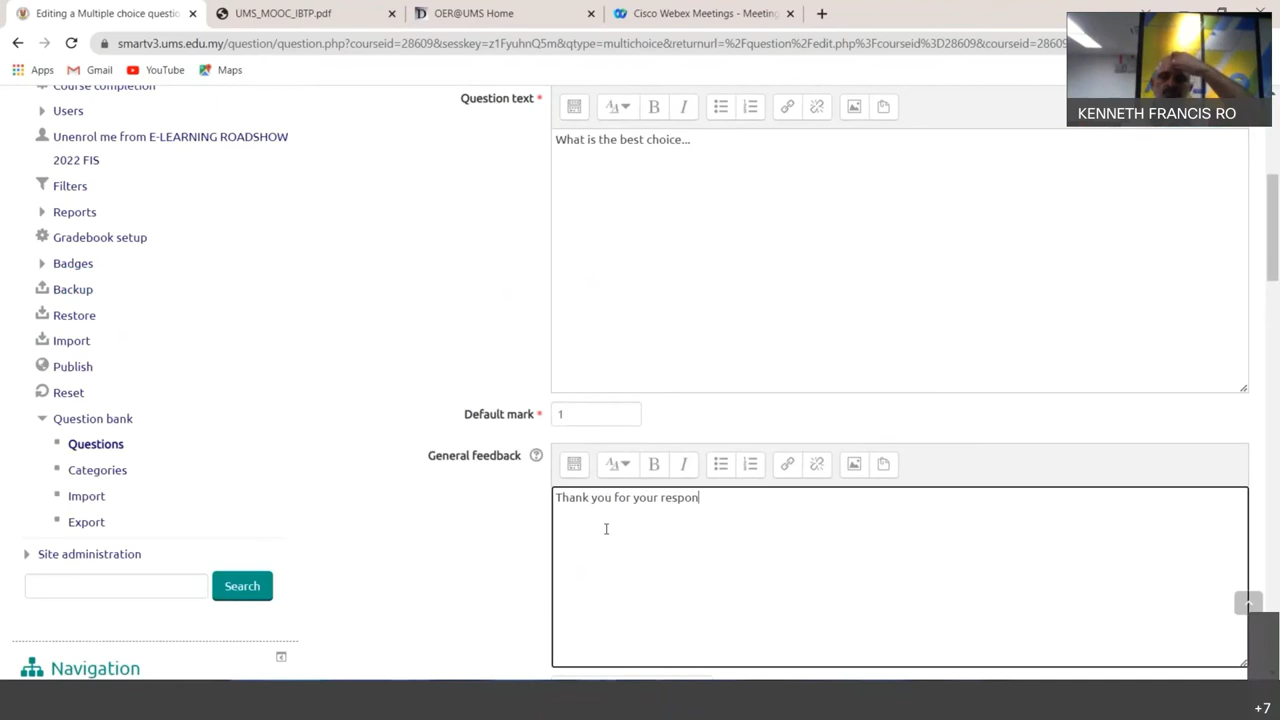 Editing a Multiple choice questio
UMS_MOOC_IBTP.pdf
OER@UMS Home
Cisco Webex Meetings - Meetin
smartv3.ums.edu.my/question/question.php?courseid=28609&sesskey=z1FyuhnQ5m&qtype=multichoice&returnurl=%2Fquestion%2Fedit.php%3Fcourseid%3D28609&courseid=28609
Apps
Gmail
YouTube
Maps
KENNETH FRANCIS RO
Course completion
Users
Unenrol me from E-LEARNING ROADSHOW
2022 FIS
Filters
Reports
Gradebook setup
Badges
Backup
Restore
Import
Publish
Reset
Question bank
Questions
Categories
Import
Export
Site administration
Search
Navigation
Question text *
What is the best choice...
Default mark * 1
General feedback
Thank you for your respon
+7